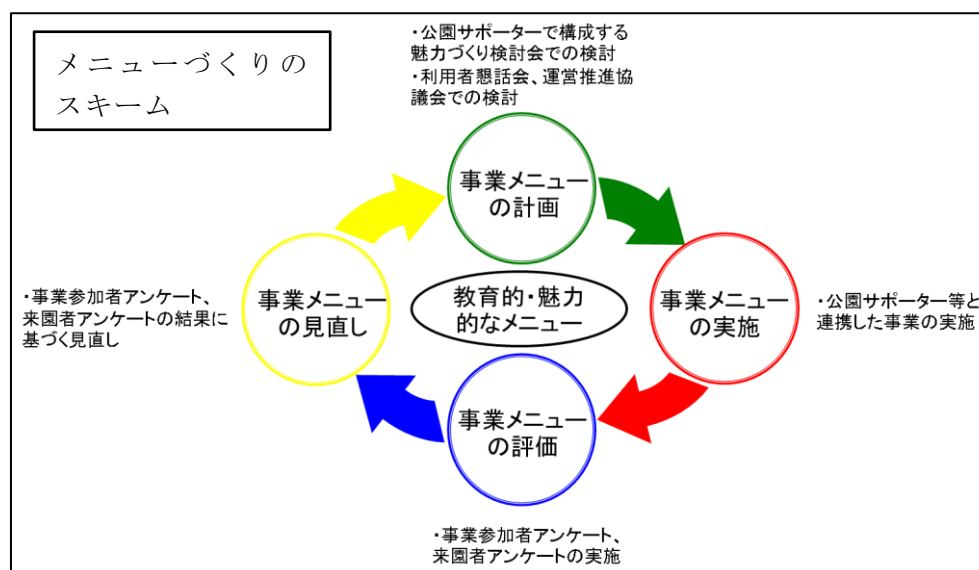 メニューづくりの
スキーム
・公園サポーターで構成する
魅力づくり検討会での検討
・利用者懇話会、運営推進協
議会での検討
事業メニュー
の計画
・事業参加者アンケート、
来園者アンケートの結果に
基づく見直し
事業メニュー
の見直し
教育的・魅力
的なメニュー
事業メニュー
の実施
・公園サポーター等と
連携した事業の実施
事業メニュー
の評価
・事業参加者アンケート、
来園者アンケートの実施